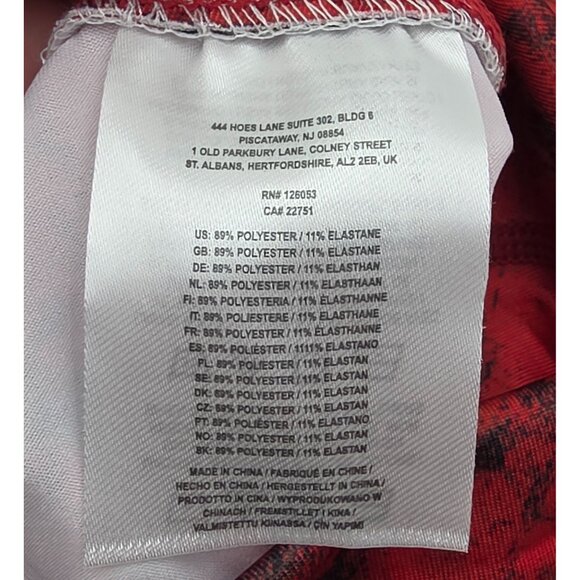 444 HOES LANE SUITE 302, BLDG 6
PISCATAWAY, NJ 08854
1 OLD PARKBURY LANE, COLNEY STREET
ST. ALBANS, HERTFORDSHIRE, AL2 2EB, UK
RN# 126053
CA# 22751
US: 89% POLYESTER / 11% ELASTANE
GB: 89% POLYESTER / 11% ELASTANE
DE: 89% POLYESTER / 11% ELASTHAN
NL: 89% POLYESTER / 11% ELASTHAAN
FI: 89% POLYESTERIA / 11% ELASTHANNE
IT: 89% POLIESTERE / 11% ELASTHANNE
FR: 89% POLYESTER / 11% ÉLASTHANNE
ES: 89% POLIÉSTER / 1111% ELASTANO
PL: 89% POLIESTER / 11% ELASTAN
SE: 89% POLYESTER / 11% ELASTAN
DK: 89% POLYESTER / 11% ELASTAN
CZ: 89% POLYESTER / 11% ELASTAN
PT: 89% POLIÉSTER / 11% ELASTANO
NO: 89% POLYESTER / 11% ELASTAN
SK: 89% POLYESTER / 11% ELASTAN
MADE IN CHINA / FABRIQUÉ EN CHINE /
HECHO EN CHINA / HERGESTELLT IN CHINA /
PRODOTTO IN CINA / WYPRODUKOWANO W
CHINACH / FREMSTILLET I KINA /
VALMISTETTU KIINASSA / ÇİN YAPIMI